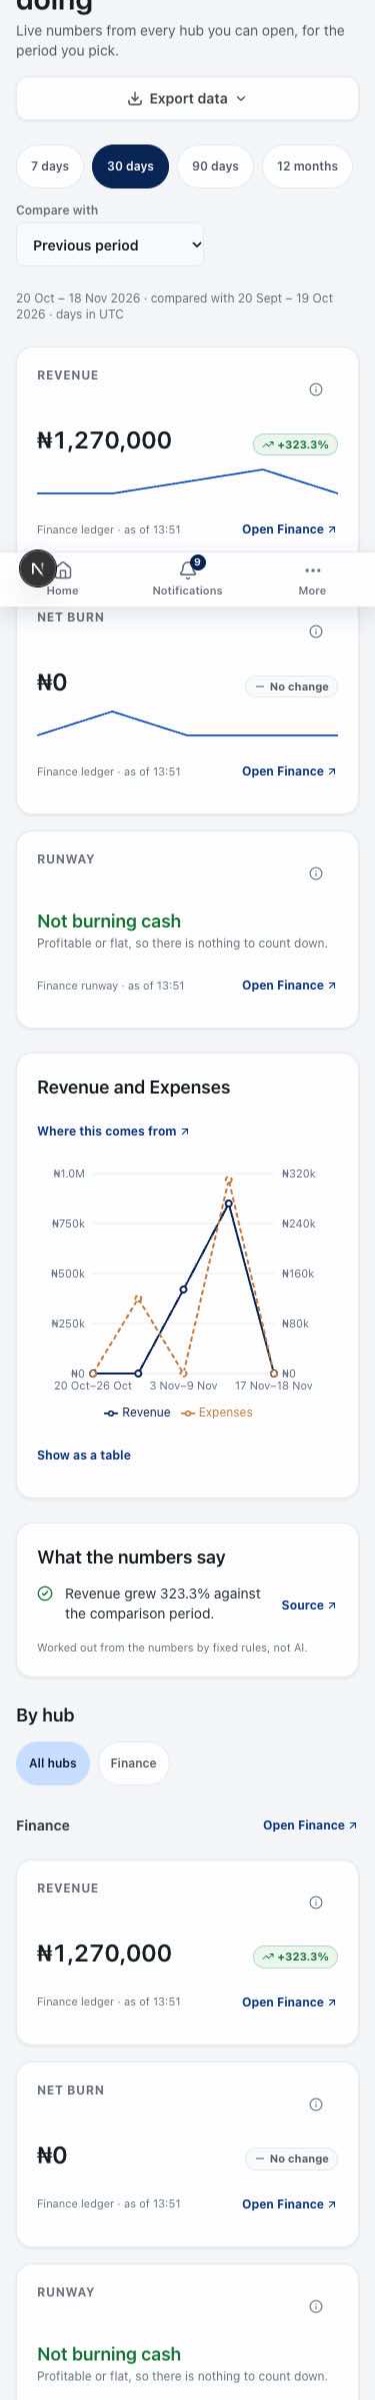 doing
Live numbers from every hub you can open, for the
period you pick.
Export data
7 days
30 days
90 days
12 months
Compare with
Previous period
20 Oct – 18 Nov 2026 · compared with 20 Sept – 19 Oct
2026 · days in UTC
REVENUE
₦1,270,000
+323.3%
Finance ledger · as of 13:51
Open Finance ↗
N
9
Home
Notifications
More
NET BURN
₦0
– No change
Finance ledger · as of 13:51
Open Finance ↗
RUNWAY
Not burning cash
Profitable or flat, so there is nothing to count down.
Finance runway · as of 13:51
Open Finance ↗
Revenue and Expenses
Where this comes from ↗
₦1.0M
₦320k
₦750k
₦240k
₦500k
₦160k
₦250k
₦80k
₦0
₦0
20 Oct–26 Oct
3 Nov–9 Nov
17 Nov–18 Nov
Revenue
Expenses
Show as a table
What the numbers say
Revenue grew 323.3% against
the comparison period.
Source ↗
Worked out from the numbers by fixed rules, not AI.
By hub
All hubs
Finance
Finance
Open Finance ↗
REVENUE
₦1,270,000
+323.3%
Finance ledger · as of 13:51
Open Finance ↗
NET BURN
₦0
– No change
Finance ledger · as of 13:51
Open Finance ↗
RUNWAY
Not burning cash
Profitable or flat, so there is nothing to count down.